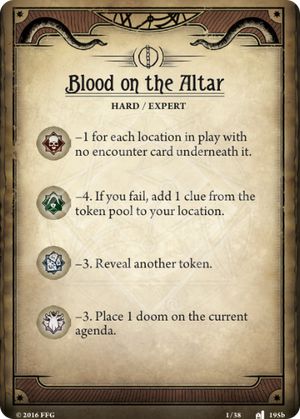 Blood on the Altar
HARD / EXPERT
–1 for each location in play with
no encounter card underneath it.
–4. If you fail, add 1 clue from the
token pool to your location.
–3. Reveal another token.
–3. Place 1 doom on the current
agenda.
© 2016 FFG 1/38 195b